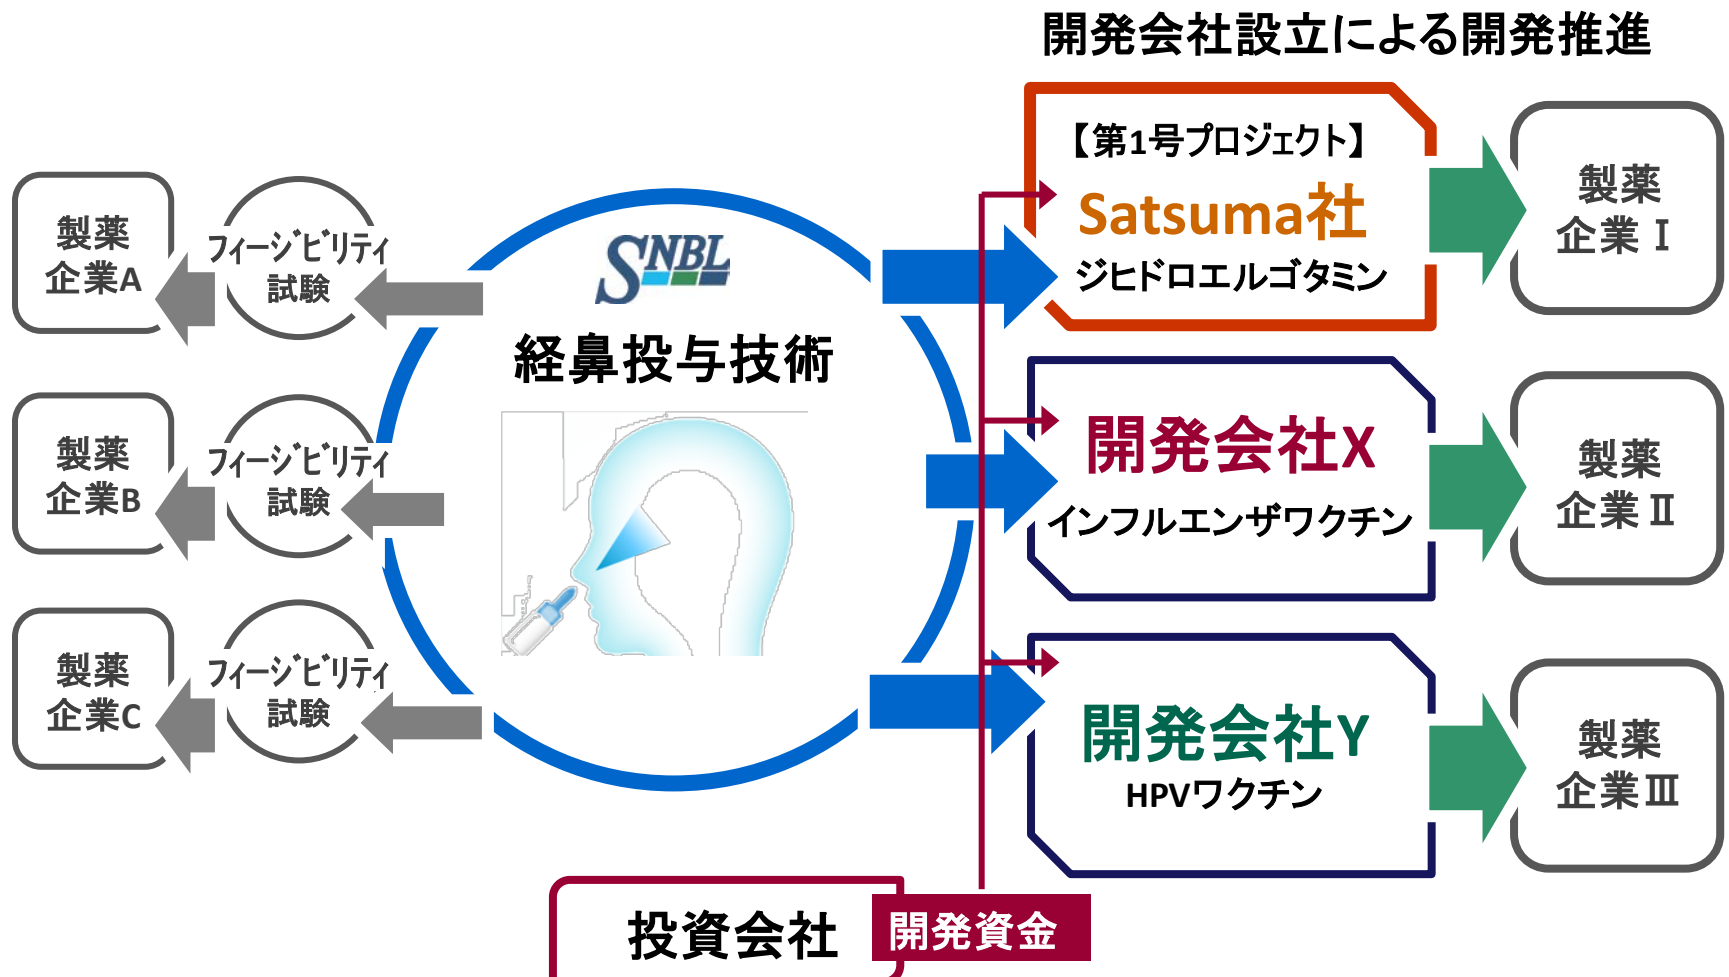 開発会社設立による開発推進
【第1号プロジェクト】
Satsuma社
ジヒドロエルゴタミン
製薬
企業Ⅰ
製薬
企業A
フィージビリティ
試験
SNBL
経鼻投与技術
開発会社X
インフルエンザワクチン
製薬
企業Ⅱ
製薬
企業B
フィージビリティ
試験
製薬
企業C
フィージビリティ
試験
開発会社Y
HPVワクチン
製薬
企業Ⅲ
投資会社
開発資金